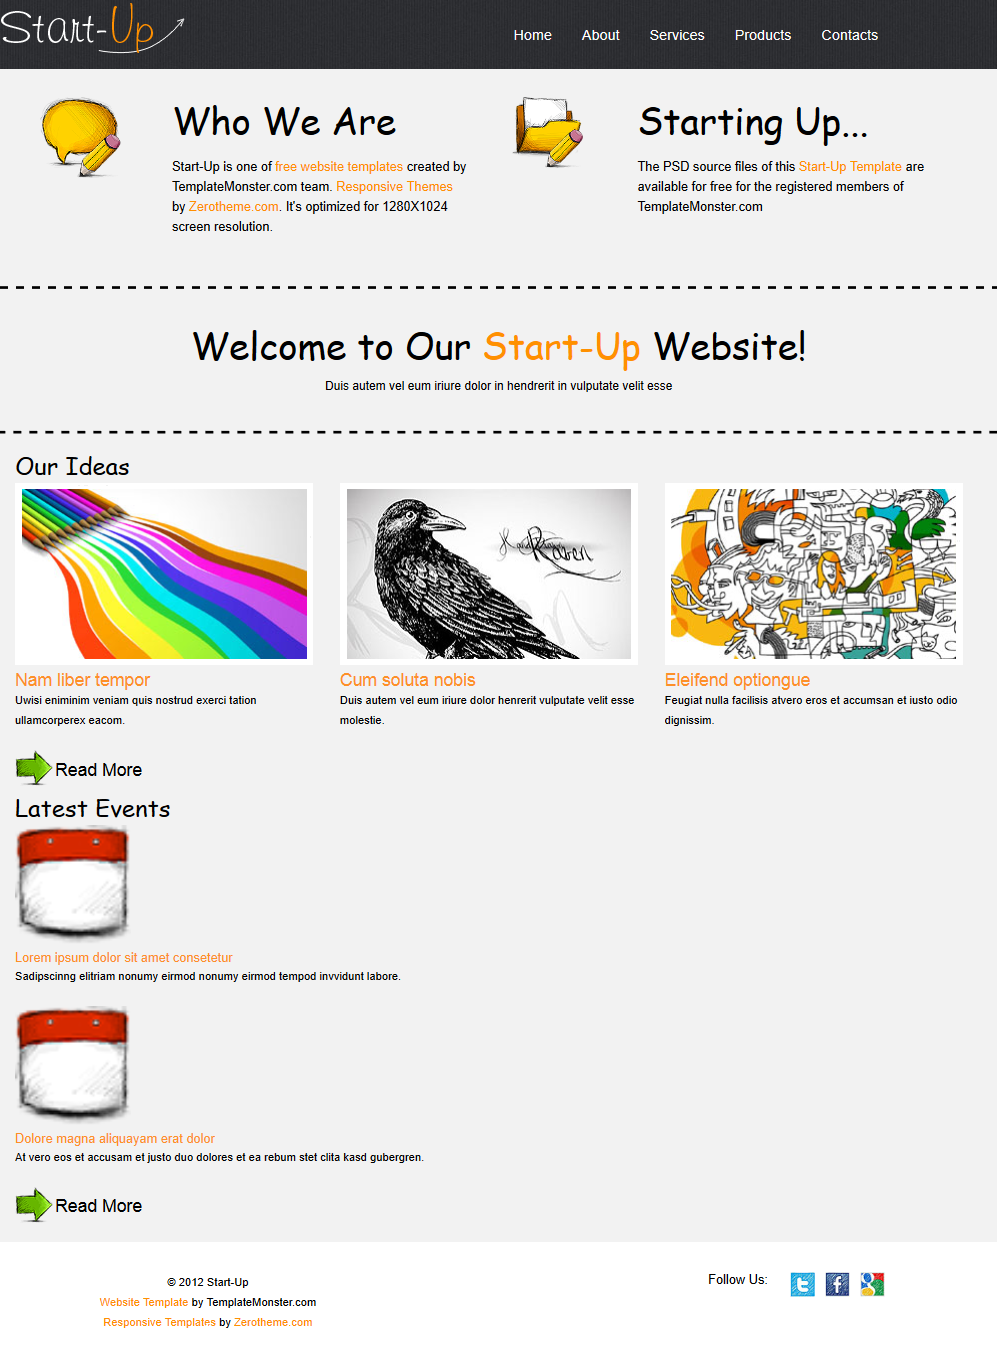 Start-Up
Home About Services Products Contacts
Who We Are
Start-Up is one of free website templates created by
TemplateMonster.com team. Responsive Themes
by Zerotheme.com. It's optimized for 1280X1024
screen resolution.
Starting Up...
The PSD source files of this Start-Up Template are
available for free for the registered members of
TemplateMonster.com
Welcome to Our Start-Up Website!
Duis autem vel eum iriure dolor in hendrerit in vulputate velit esse
Our Ideas
Raven
Nam liber tempor
Uwisi eniminim veniam quis nostrud exerci tation
ullamcorperex eacom.
Cum soluta nobis
Duis autem vel eum iriure dolor henrerit vulputate velit esse
molestie.
Eleifend optiongue
Feugiat nulla facilisis atvero eros et accumsan et iusto odio
dignissim.
Read More
Latest Events
Lorem ipsum dolor sit amet consetetur
Sadipscinng elitriam nonumy eirmod nonumy eirmod tempod invvidunt labore.
Dolore magna aliquayam erat dolor
At vero eos et accusam et justo duo dolores et ea rebum stet clita kasd gubergren.
Read More
© 2012 Start-Up
Website Template by TemplateMonster.com
Responsive Templates by Zerotheme.com
Follow Us: